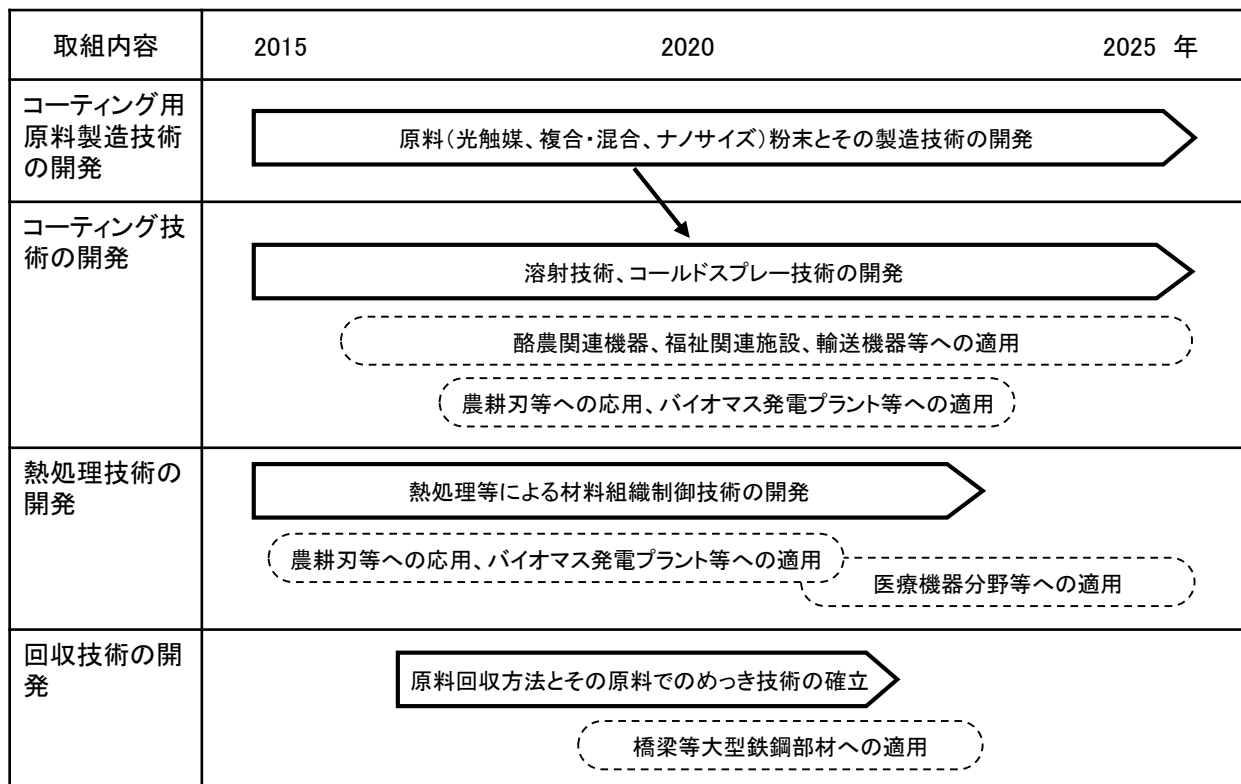 取組内容
2015 2020 2025 年
コーティング用
原料製造技術
の開発
原料(光触媒、複合・混合、ナノサイズ)粉末とその製造技術の開発
コーティング技
術の開発
溶射技術、コールドスプレー技術の開発
酪農関連機器、福祉関連施設、輸送機器等への適用
農耕刃等への応用、バイオマス発電プラント等への適用
熱処理技術の
開発
熱処理等による材料組織制御技術の開発
農耕刃等への応用、バイオマス発電プラント等への適用
医療機器分野等への適用
回収技術の開
発
原料回収方法とその原料でのめっき技術の確立
橋梁等大型鉄鋼部材への適用